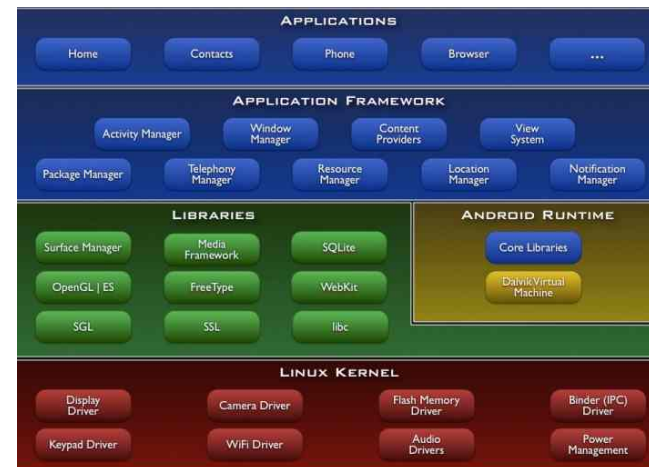 APPLICATIONS
Home
Contacts
Phone
Browser
...
APPLICATION FRAMEWORK
Activity Manager
Window
Manager
Content
Providers
View
System
Package Manager
Telephony
Manager
Resource
Manager
Location
Manager
Notification
Manager
LIBRARIES
Surface Manager
Media
Framework
SQLite
OpenGL | ES
FreeType
WebKit
SGL
SSL
libc
ANDROID RUNTIME
Core Libraries
Dalvik Virtual
Machine
LINUX KERNEL
Display
Driver
Camera Driver
Flash Memory
Driver
Binder (IPC)
Driver
Keypad Driver
WiFi Driver
Audio
Drivers
Power
Management